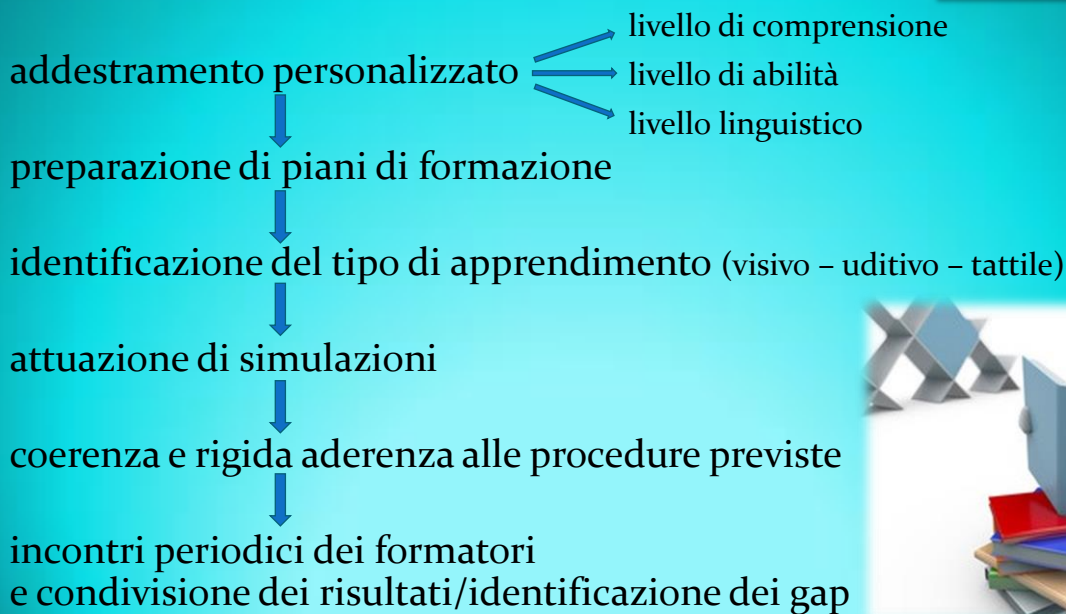 livello di comprensione
addestramento personalizzato
livello di abilità
livello linguistico
preparazione di piani di formazione
identificazione del tipo di apprendimento (visivo – uditivo – tattile)
attuazione di simulazioni
coerenza e rigida aderenza alle procedure previste
incontri periodici dei formatori
e condivisione dei risultati/identificazione dei gap